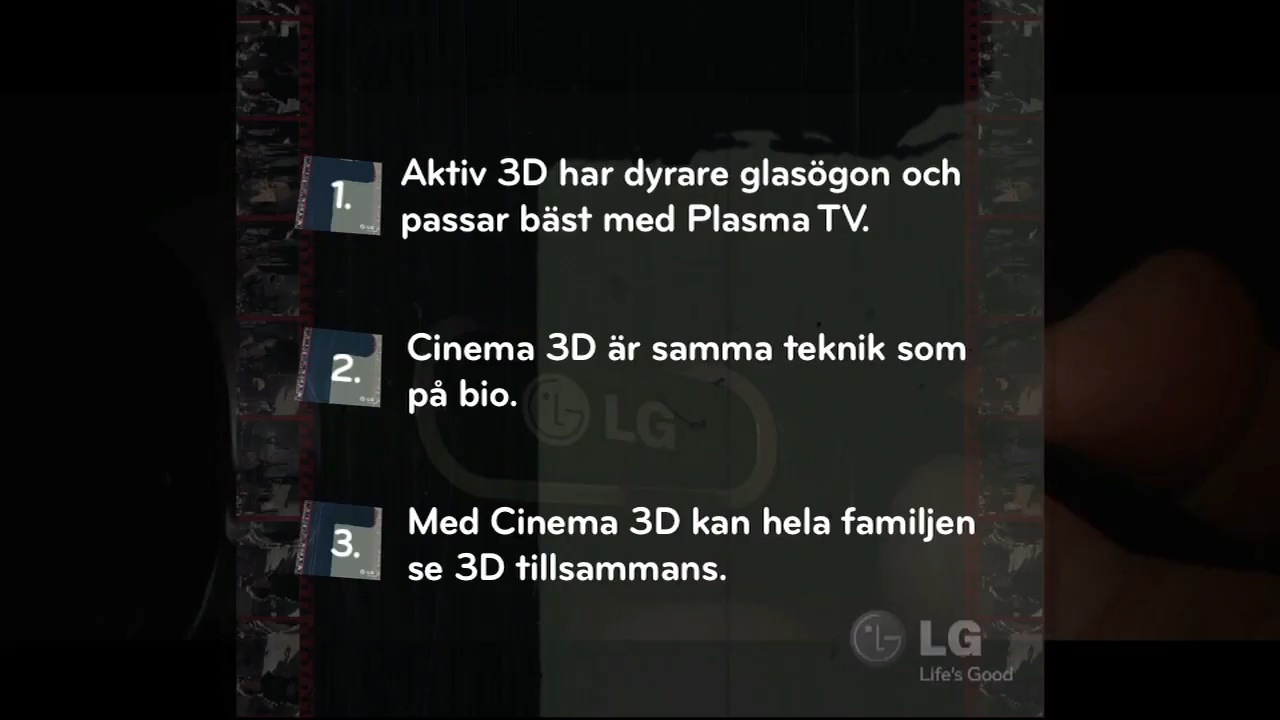 1.
Aktiv 3D har dyrare glasögon och
passar bäst med Plasma TV.
2.
Cinema 3D är samma teknik som
på bio.
LG
3.
Med Cinema 3D kan hela familjen
se 3D tillsammans.
LG
Life's Good